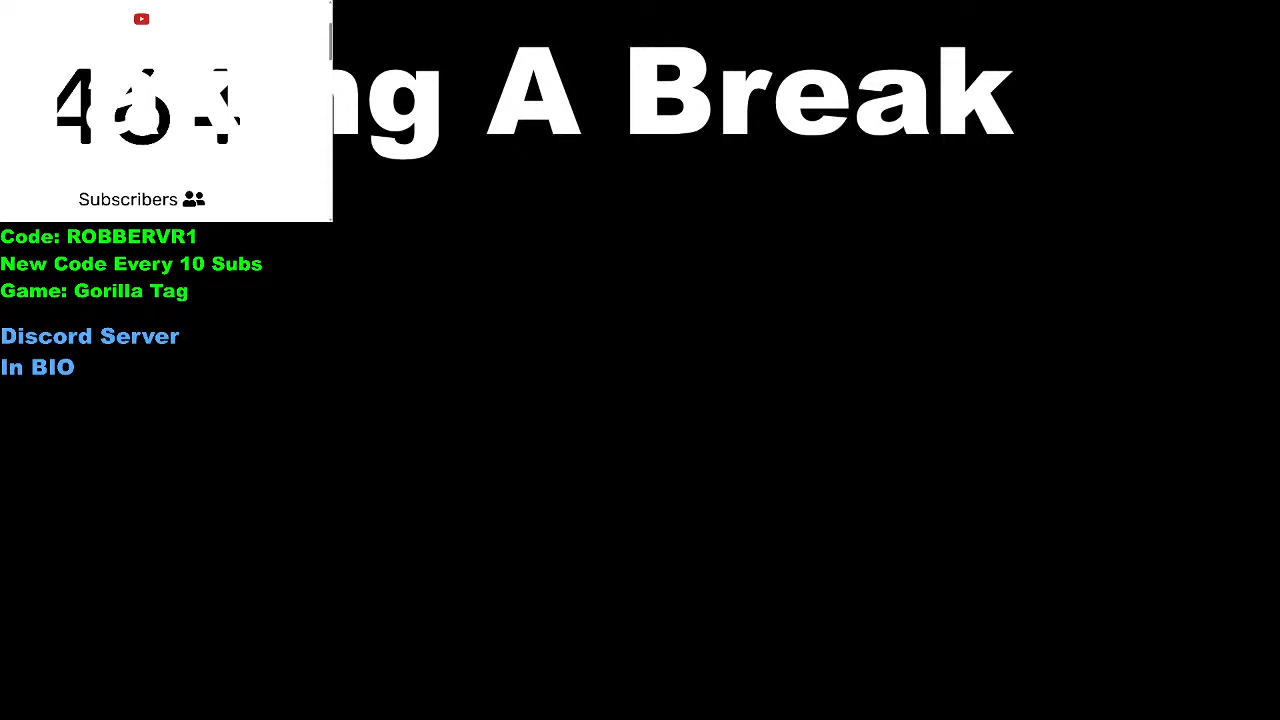 ng A Break
Subscribers
Code: ROBBERVR1
New Code Every 10 Subs
Game: Gorilla Tag
Discord Server
In BIO